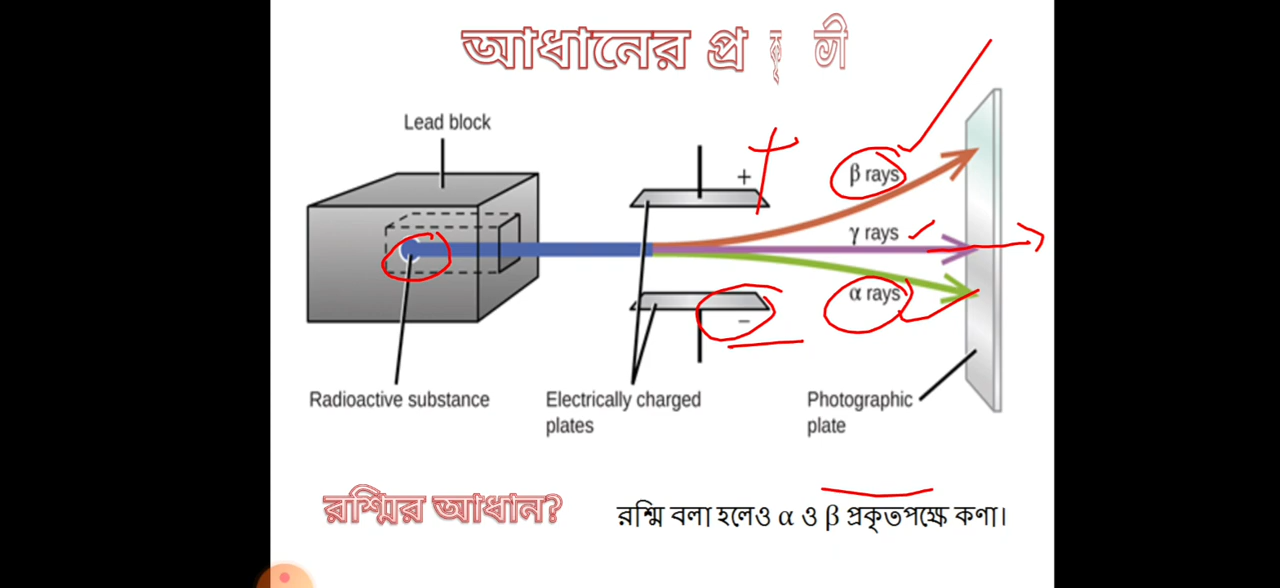 আধানের প্রকৃতী
Lead block
+
β rays
γ rays
α rays
−
Radioactive substance
Electrically charged
plates
Photographic
plate
রশ্মির আধান?
রশ্মি বলা হলেও α ও β প্রকৃতপক্ষে কণা।